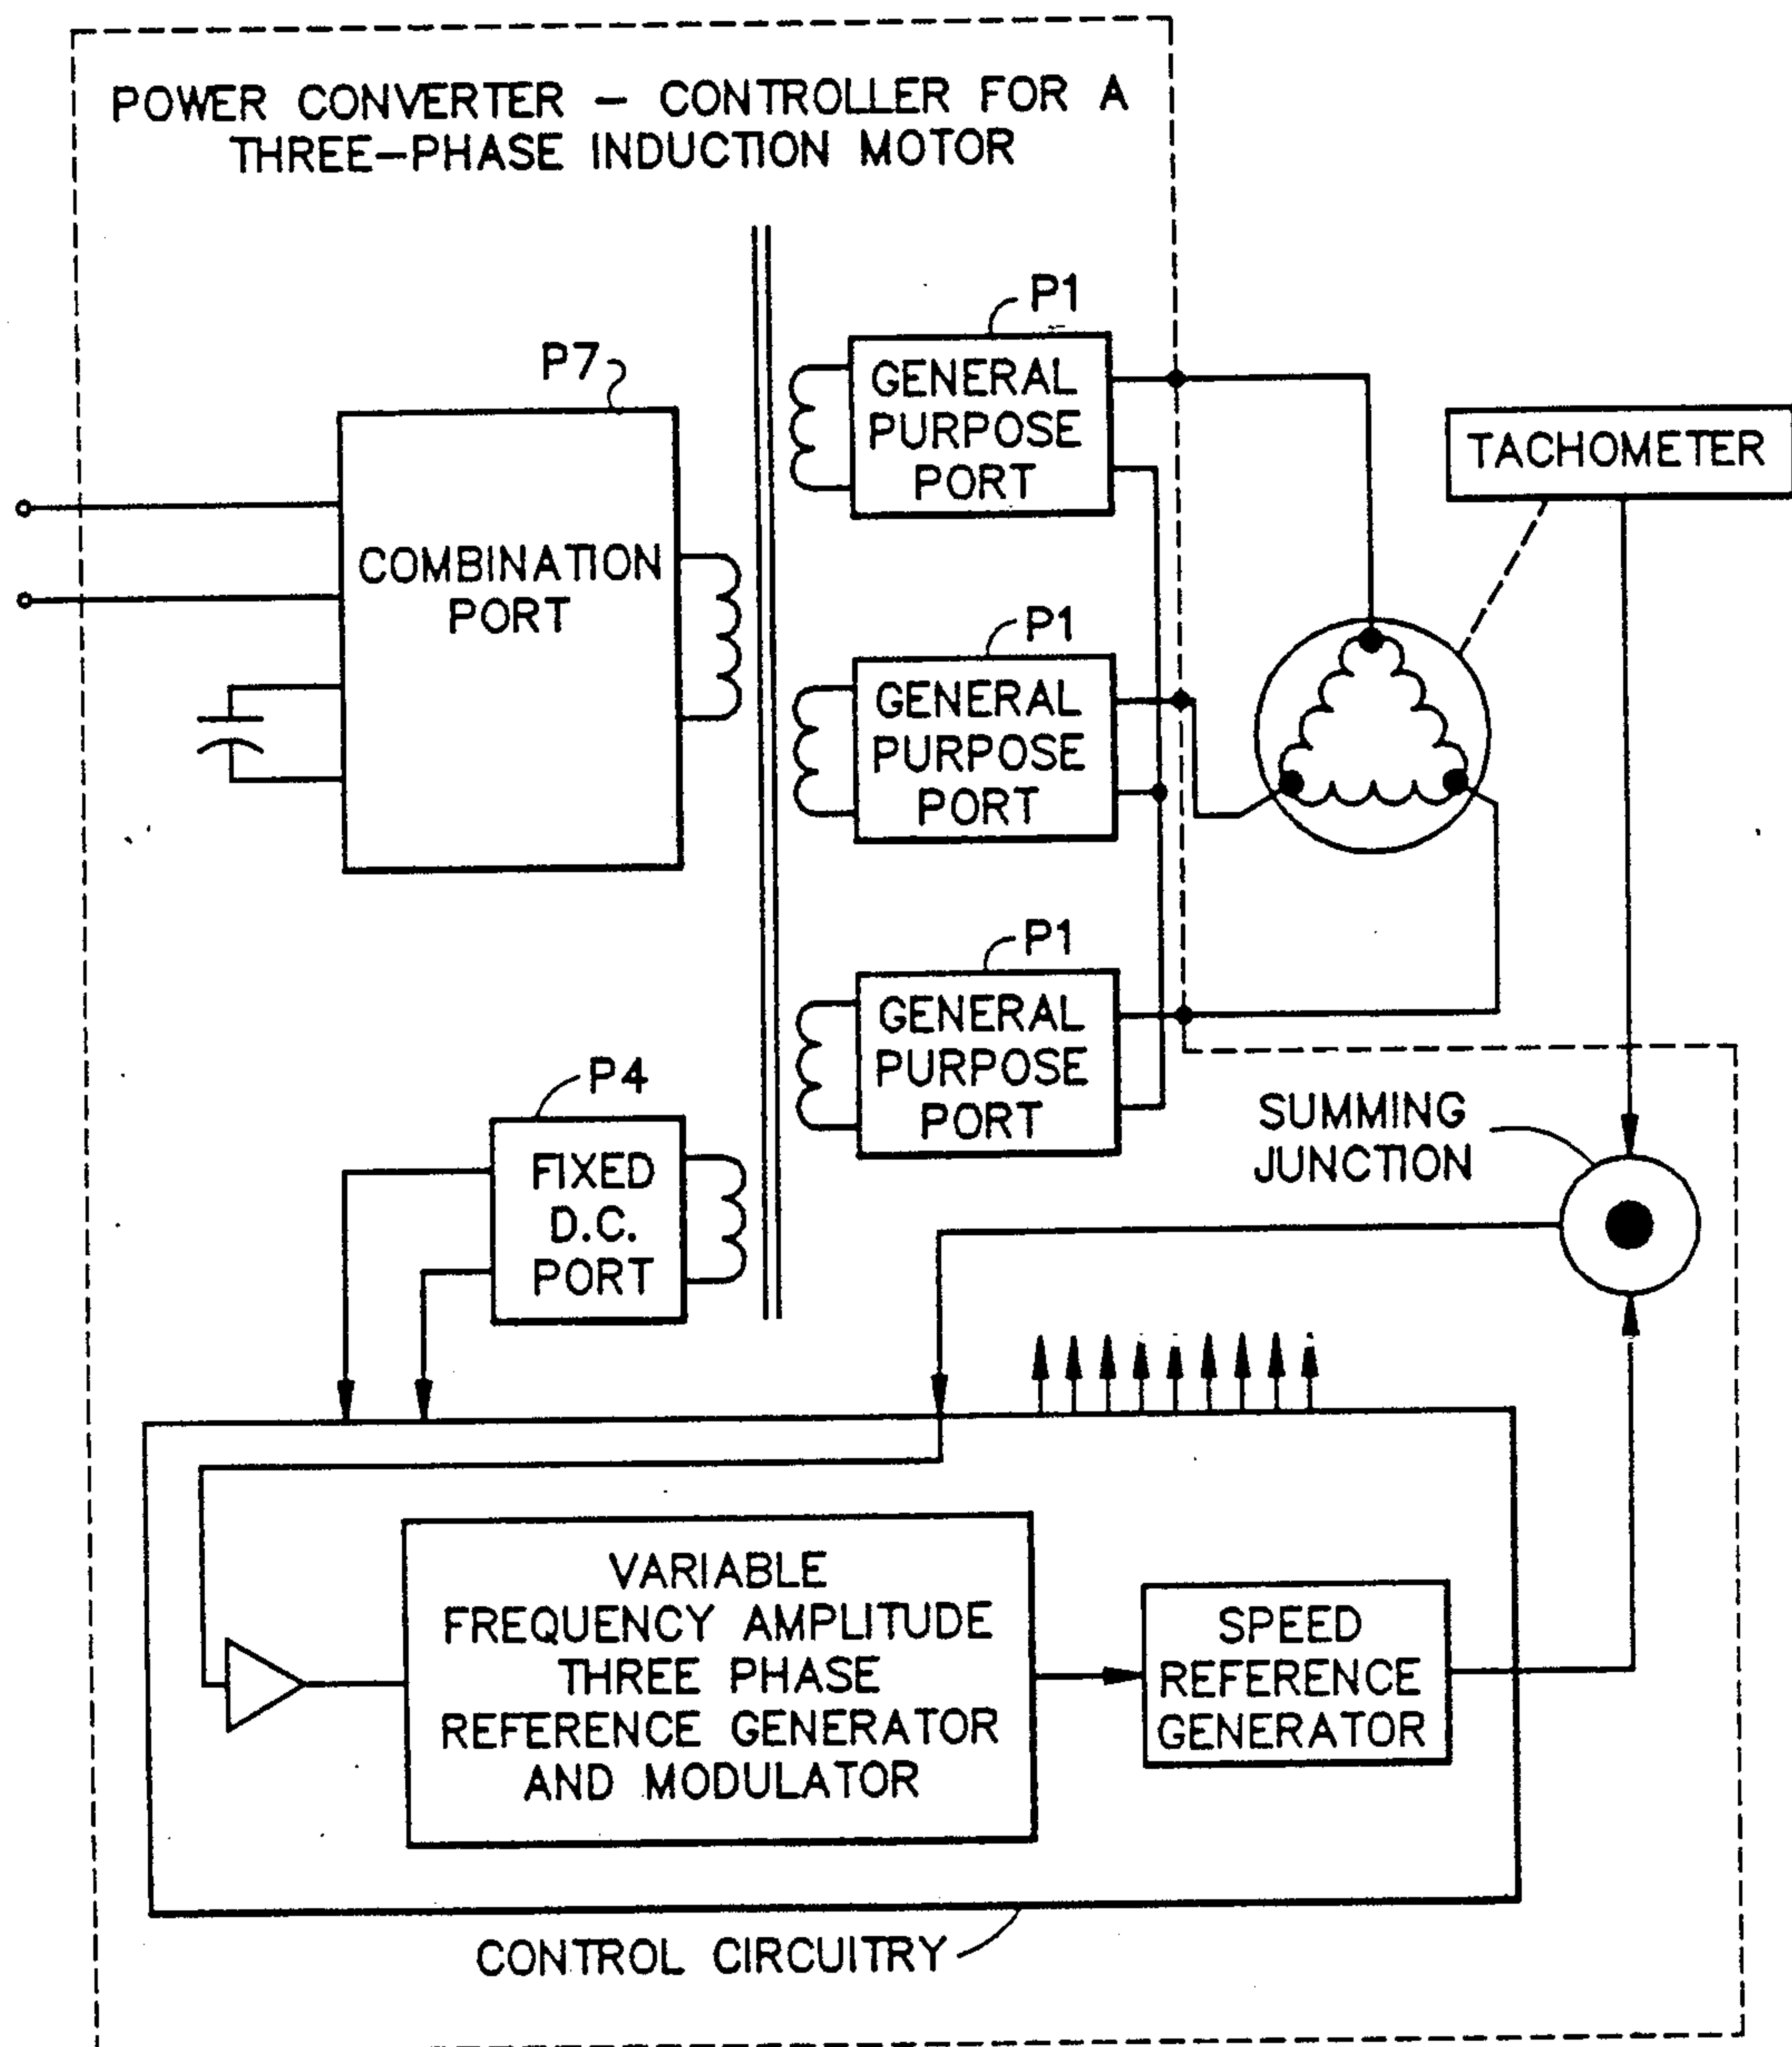 POWER CONVERTER – CONTROLLER FOR A
THREE–PHASE INDUCTION MOTOR
P1
P7
GENERAL
PURPOSE
PORT
TACHOMETER
COMBINATION
PORT
P1
GENERAL
PURPOSE
PORT
P1
GENERAL
PURPOSE
PORT
P4
FIXED
D.C.
PORT
SUMMING
JUNCTION
VARIABLE
FREQUENCY AMPLITUDE
THREE PHASE
REFERENCE GENERATOR
AND MODULATOR
SPEED
REFERENCE
GENERATOR
CONTROL CIRCUITRY